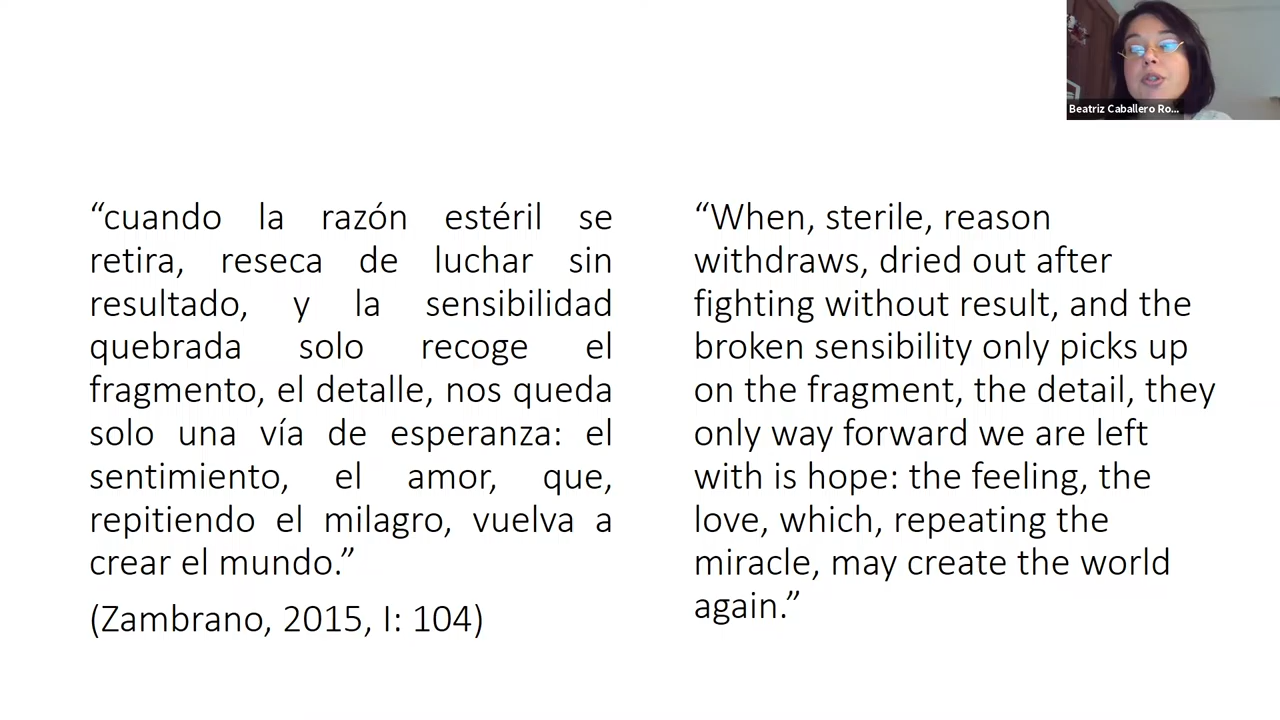 Beatriz Caballero Ro...
“cuando la razón estéril se
retira, reseca de luchar sin
resultado, y la sensibilidad
quebrada solo recoge el
fragmento, el detalle, nos queda
solo una vía de esperanza: el
sentimiento, el amor, que,
repitiendo el milagro, vuelva a
crear el mundo.”
(Zambrano, 2015, I: 104)
“When, sterile, reason
withdraws, dried out after
fighting without result, and the
broken sensibility only picks up
on the fragment, the detail, they
only way forward we are left
with is hope: the feeling, the
love, which, repeating the
miracle, may create the world
again.”